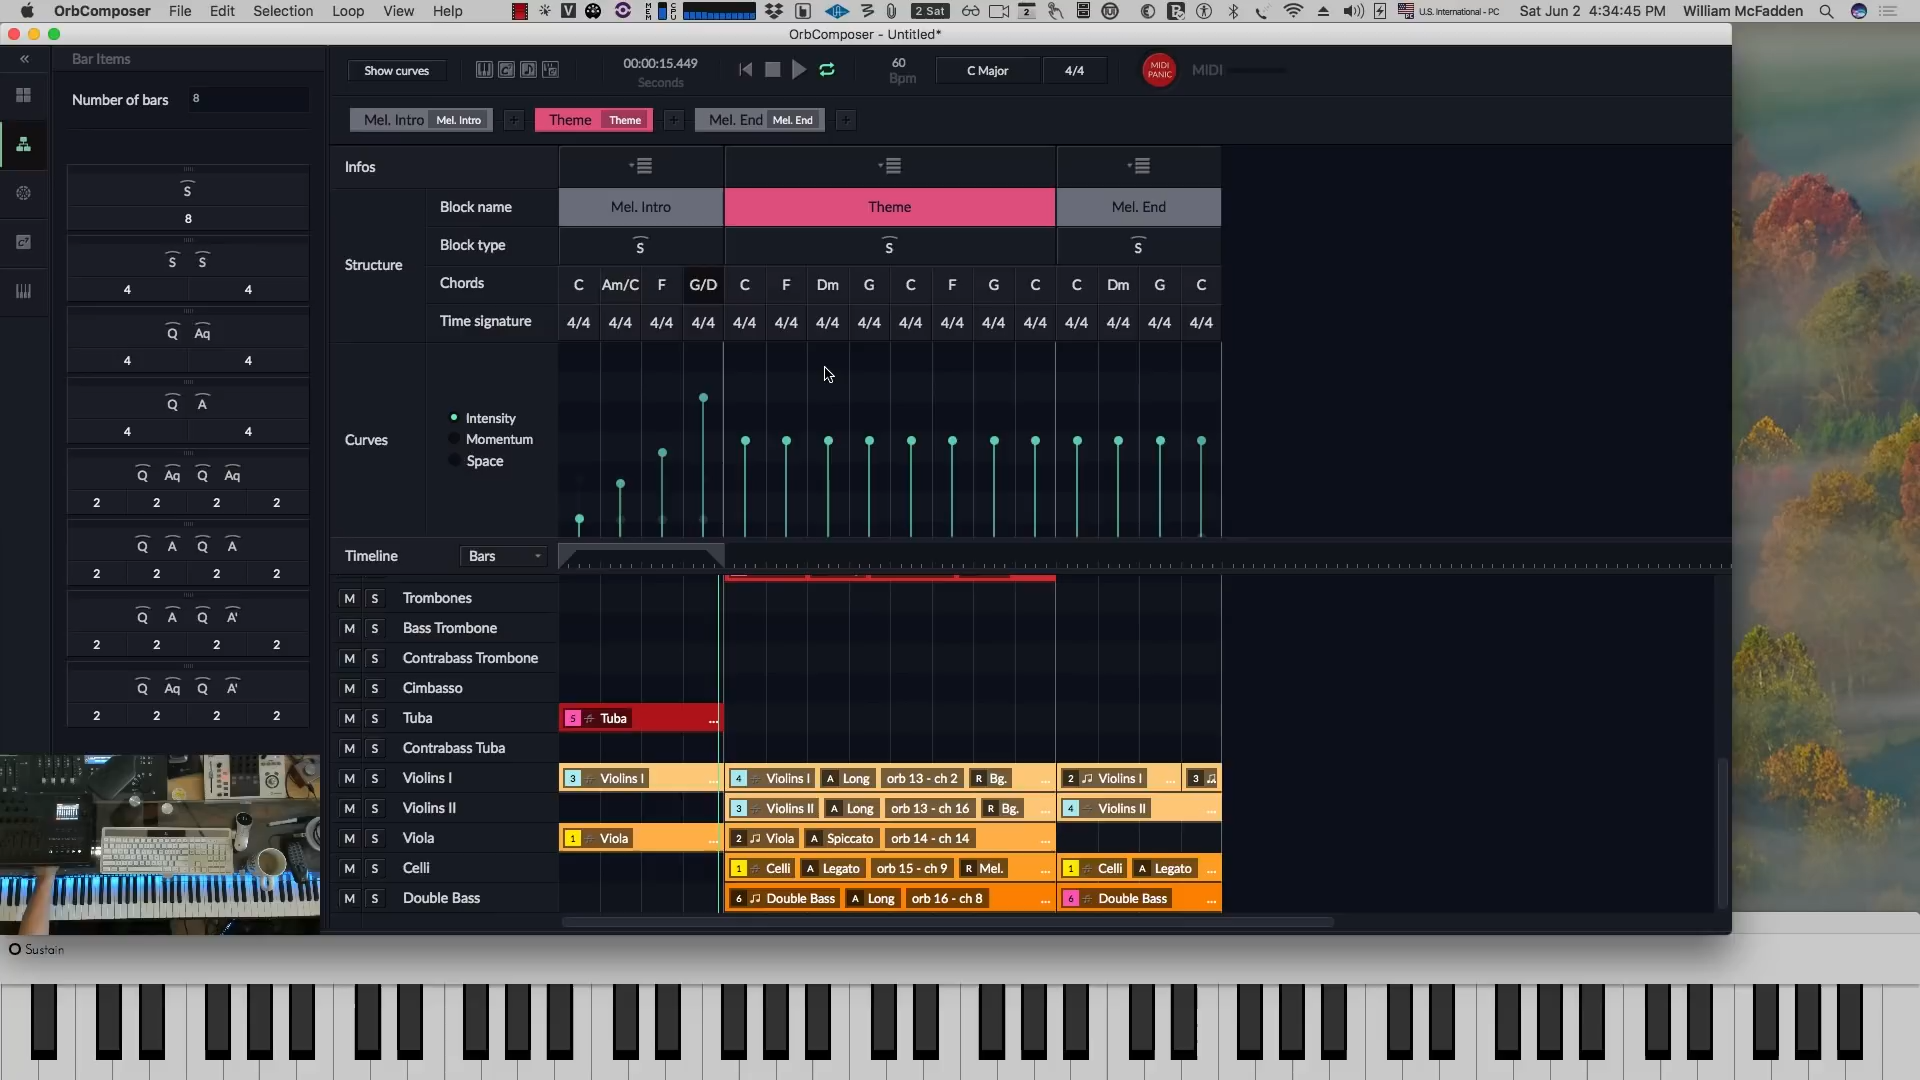 OrbComposer File Edit Selection Loop View Help 2 Sat U.S. International - PC Sat Jun 2 4:34:45 PM William McFadden
OrbComposer - Untitled*
Bar Items
Number of bars 8
Show curves 00:00:15.449 Seconds 60 Bpm C Major 4/4 MIDI PANIC MIDI
Mel. Intro Mel. Intro + Theme Theme + Mel. End Mel. End +
S
8
S S
4 4
Q Aq
4 4
Q A
4 4
Q Aq Q Aq
2 2 2 2
Q A Q A
2 2 2 2
Q A Q A'
2 2 2 2
Q Aq Q A'
2 2 2 2
Infos
Structure
Block name Mel. Intro Theme Mel. End
Block type S S S
Chords C Am/C F G/D C F Dm G C F G C C Dm G C
Time signature 4/4 4/4 4/4 4/4 4/4 4/4 4/4 4/4 4/4 4/4 4/4 4/4 4/4 4/4 4/4 4/4
Curves
Intensity
Momentum
Space
Timeline Bars
M S Trombones
M S Bass Trombone
M S Contrabass Trombone
M S Cimbasso
M S Tuba 5 Tuba ...
M S Contrabass Tuba
M S Violins I 3 Violins I ... 4 Violins I A Long orb 13 - ch 2 R Bg. ... 2 Violins I ... 3
M S Violins II 3 Violins II A Long orb 13 - ch 16 R Bg. ... 4 Violins II ...
M S Viola 1 Viola ... 2 Viola A Spiccato orb 14 - ch 14 ...
M S Celli 1 Celli A Legato orb 15 - ch 9 R Mel. ... 1 Celli A Legato ...
M S Double Bass 6 Double Bass A Long orb 16 - ch 8 ... 6 Double Bass ...
Sustain